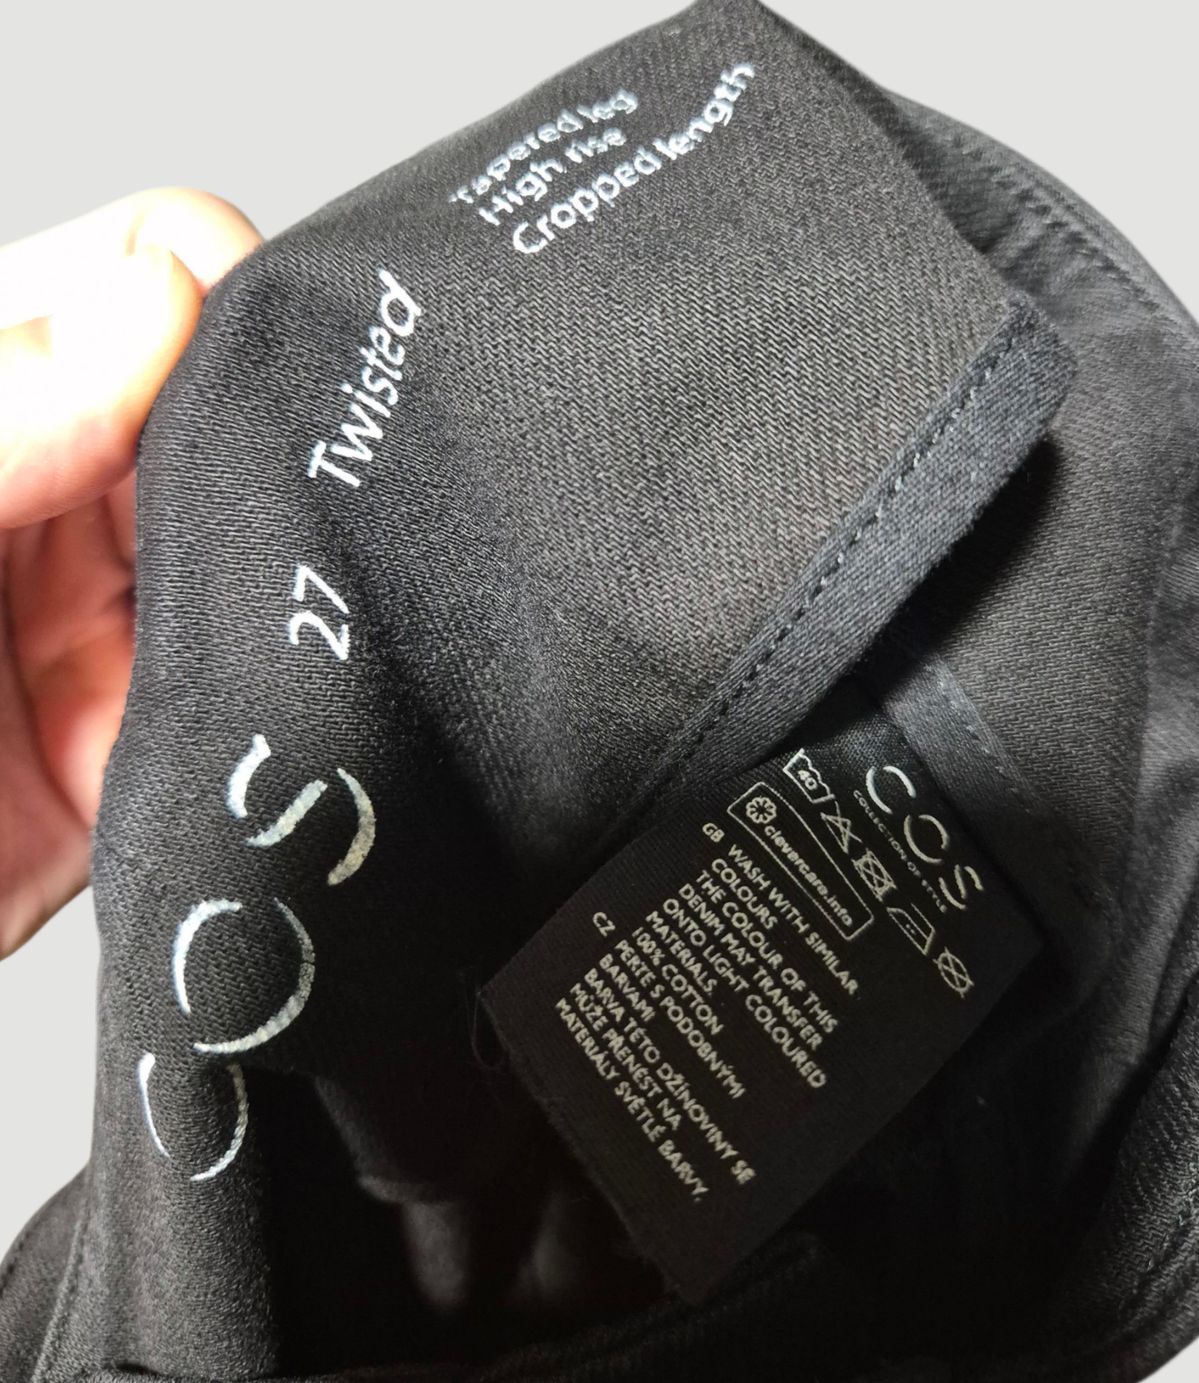 Tapered leg
High rise
Cropped length
Twisted
27
COS
COS
COLLECTION OF STYLE
40
clevercare.info
GB WASH WITH SIMILAR
COLOURS
THE COLOUR OF THIS
DENIM MAY TRANSFER
ONTO LIGHT COLOURED
MATERIALS.
100% COTTON
CZ PERTE S PODOBNÝMI
BARVAMI
BARVA TÉTO DŽÍNOVINY SE
MŮŽE PŘENEST NA
MATERIÁLY SVĚTLÉ BARVY.